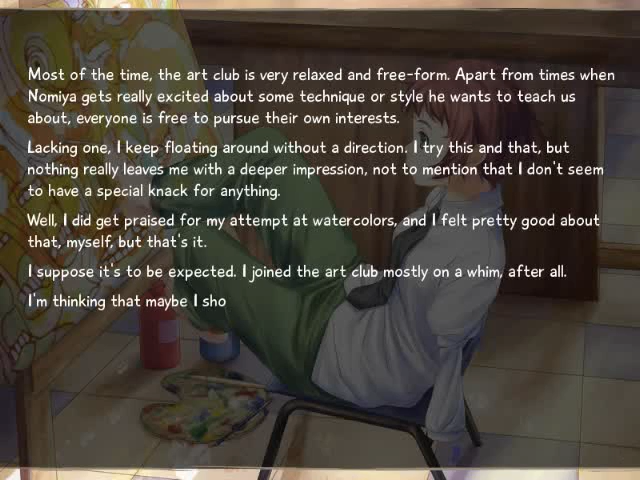 Most of the time, the art club is very relaxed and free-form. Apart from times when
Nomiya gets really excited about some technique or style he wants to teach us
about, everyone is free to pursue their own interests.
Lacking one, I keep floating around without a direction. I try this and that, but
nothing really leaves me with a deeper impression, not to mention that I don't seem
to have a special knack for anything.
Well, I did get praised for my attempt at watercolors, and I felt pretty good about
that, myself, but that's it.
I suppose it's to be expected. I joined the art club mostly on a whim, after all.
I'm thinking that maybe I sho